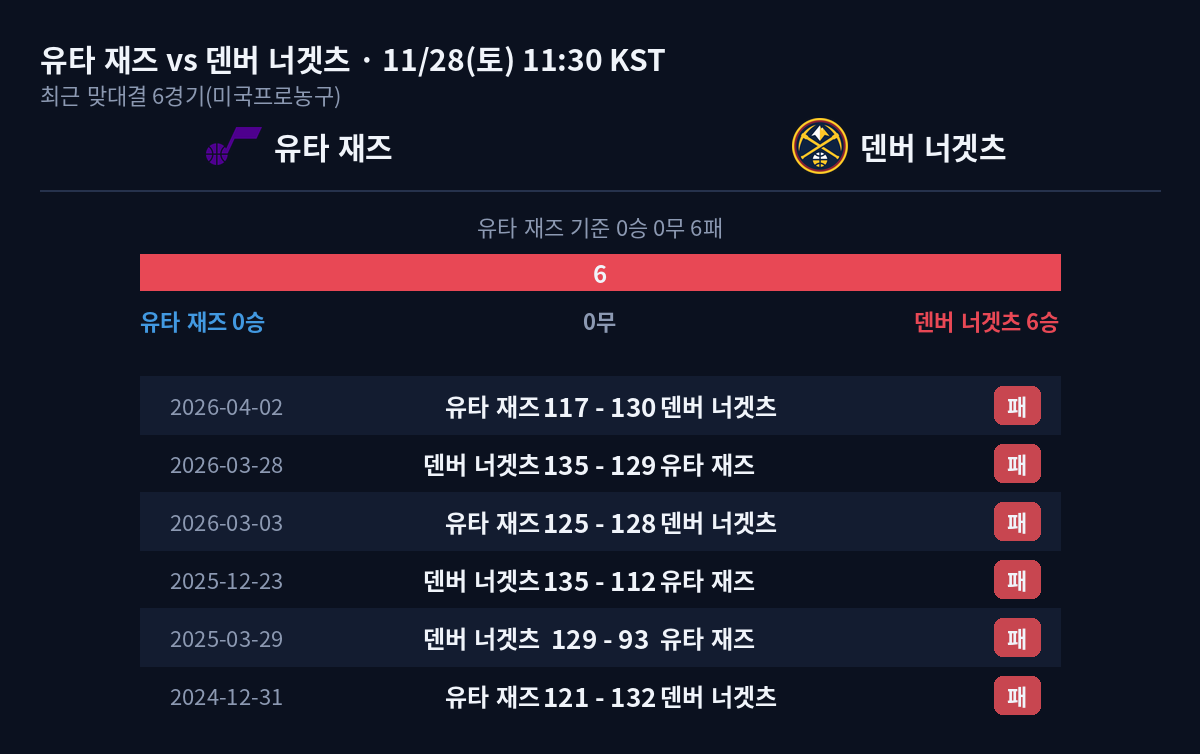 유타 재즈 vs 덴버 너겟츠 · 11/28(토) 11:30 KST
최근 맞대결 6경기(미국프로농구)
유타 재즈 덴버 너겟츠
유타 재즈 기준 0승 0무 6패
6
유타 재즈 0승 0무 덴버 너겟츠 6승
2026-04-02 유타 재즈 117 - 130 덴버 너겟츠 패
2026-03-28 덴버 너겟츠 135 - 129 유타 재즈 패
2026-03-03 유타 재즈 125 - 128 덴버 너겟츠 패
2025-12-23 덴버 너겟츠 135 - 112 유타 재즈 패
2025-03-29 덴버 너겟츠 129 - 93 유타 재즈 패
2024-12-31 유타 재즈 121 - 132 덴버 너겟츠 패